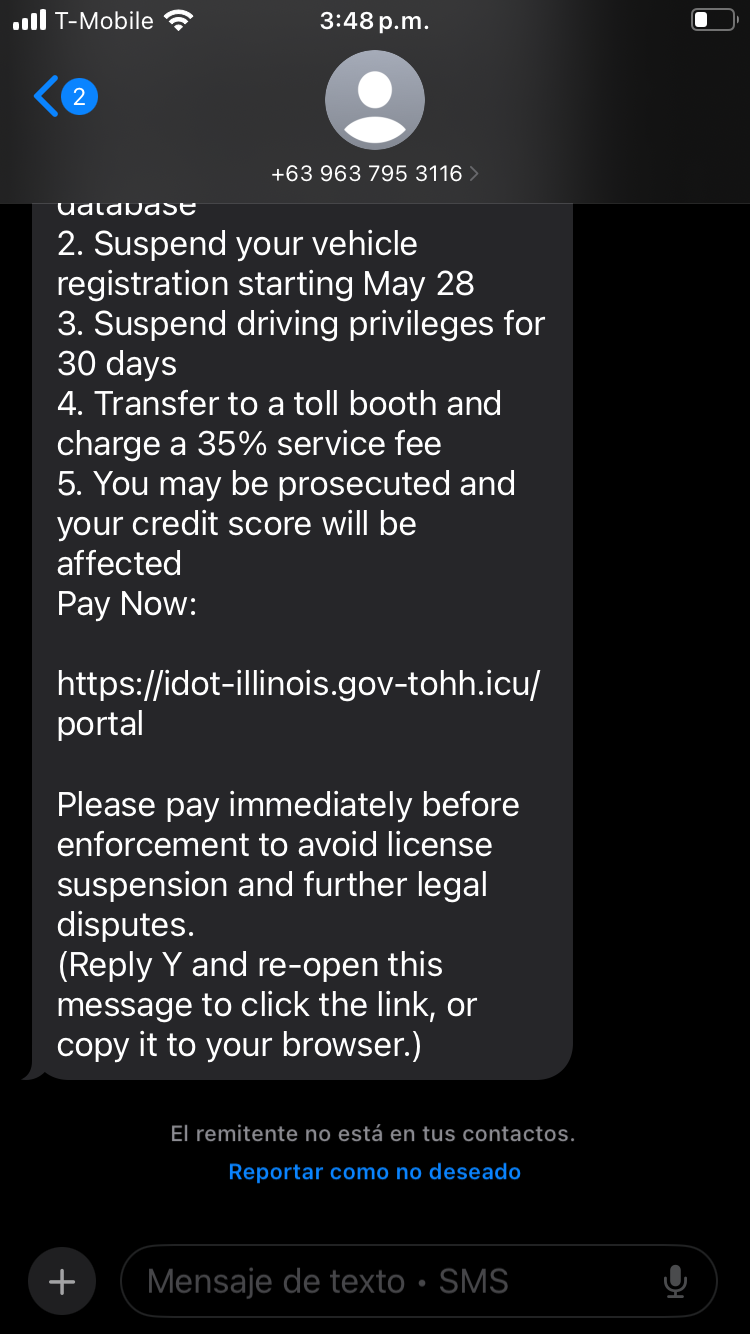 T-Mobile 3:48 p.m.
2
+63 963 795 3116
database
2. Suspend your vehicle
registration starting May 28
3. Suspend driving privileges for
30 days
4. Transfer to a toll booth and
charge a 35% service fee
5. You may be prosecuted and
your credit score will be
affected
Pay Now:
https://idot-illinois.gov-tohh.icu/
portal
Please pay immediately before
enforcement to avoid license
suspension and further legal
disputes.
(Reply Y and re-open this
message to click the link, or
copy it to your browser.)
El remitente no está en tus contactos.
Reportar como no deseado
Mensaje de texto • SMS